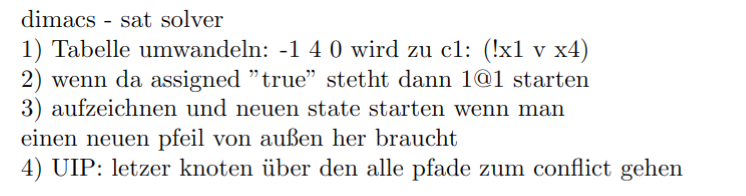 dimacs - sat solver
1) Tabelle umwandeln: -1 4 0 wird zu c1: (!x1 v x4)
2) wenn da assigned ”true” stetht dann 1@1 starten
3) aufzeichnen und neuen state starten wenn man
einen neuen pfeil von außen her braucht
4) UIP: letzer knoten über den alle pfade zum conflict gehen